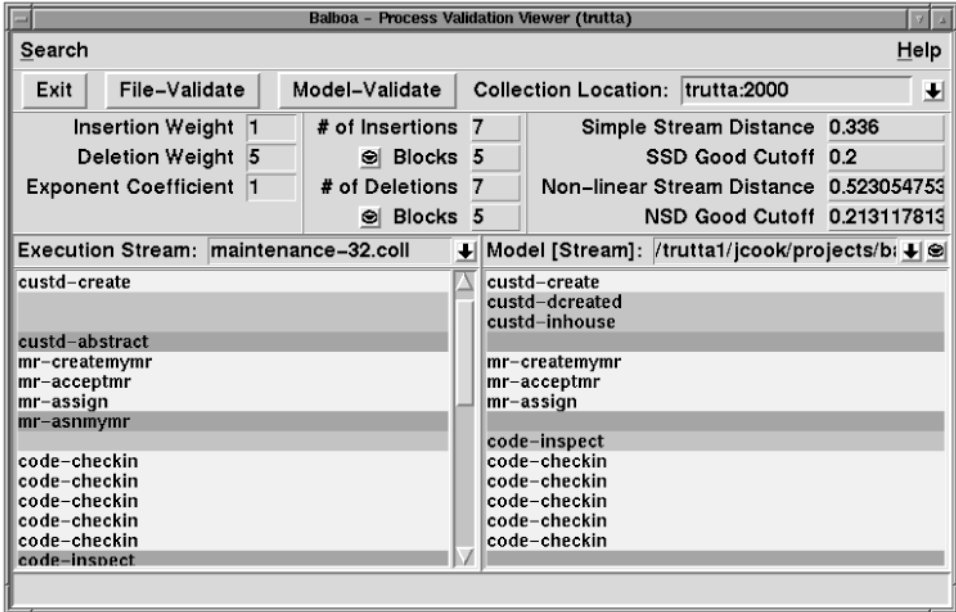 Balboa - Process Validation Viewer (trutta)
Search Help
Exit File-Validate Model-Validate Collection Location: trutta:2000
Insertion Weight 1 # of Insertions 7 Simple Stream Distance 0.336
Deletion Weight 5 Blocks 5 SSD Good Cutoff 0.2
Exponent Coefficient 1 # of Deletions 7 Non-linear Stream Distance 0.523054753
Blocks 5 NSD Good Cutoff 0.213117813
Execution Stream: maintenance-32.coll Model [Stream]: /trutta1/jcook/projects/ba
custd-create custd-create
custd-dcreated
custd-inhouse
custd-abstract
mr-createmymr mr-createmymr
mr-acceptmr mr-acceptmr
mr-assign mr-assign
mr-asnmymr
code-inspect
code-checkin code-checkin
code-checkin code-checkin
code-checkin code-checkin
code-checkin code-checkin
code-checkin code-checkin
code-inspect